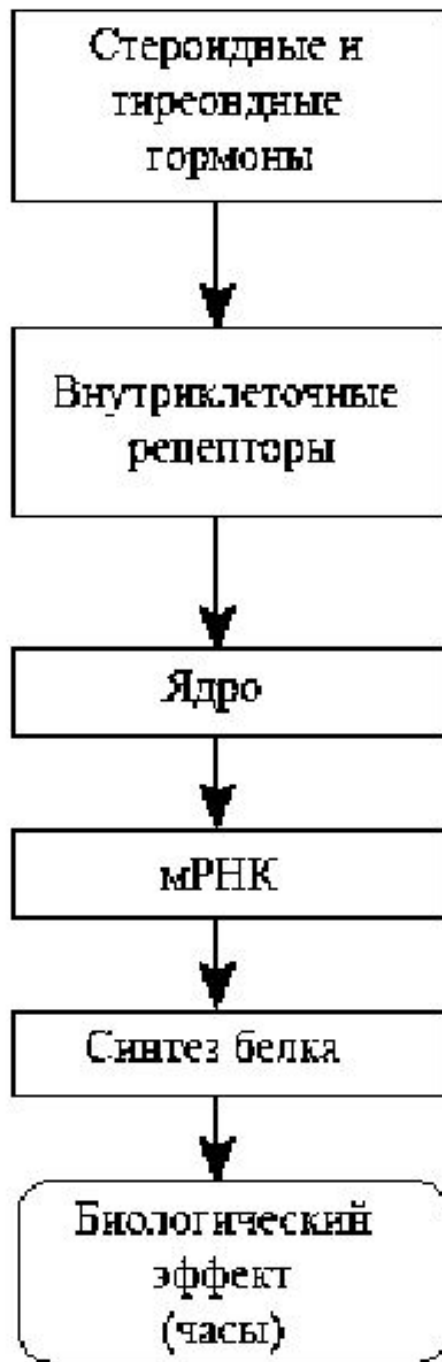 Стероидные и
тиреоидные
гормоны
Внутриклеточные
рецепторы
Ядро
мРНК
Синтез белка
Биологический
эффект
(часы)